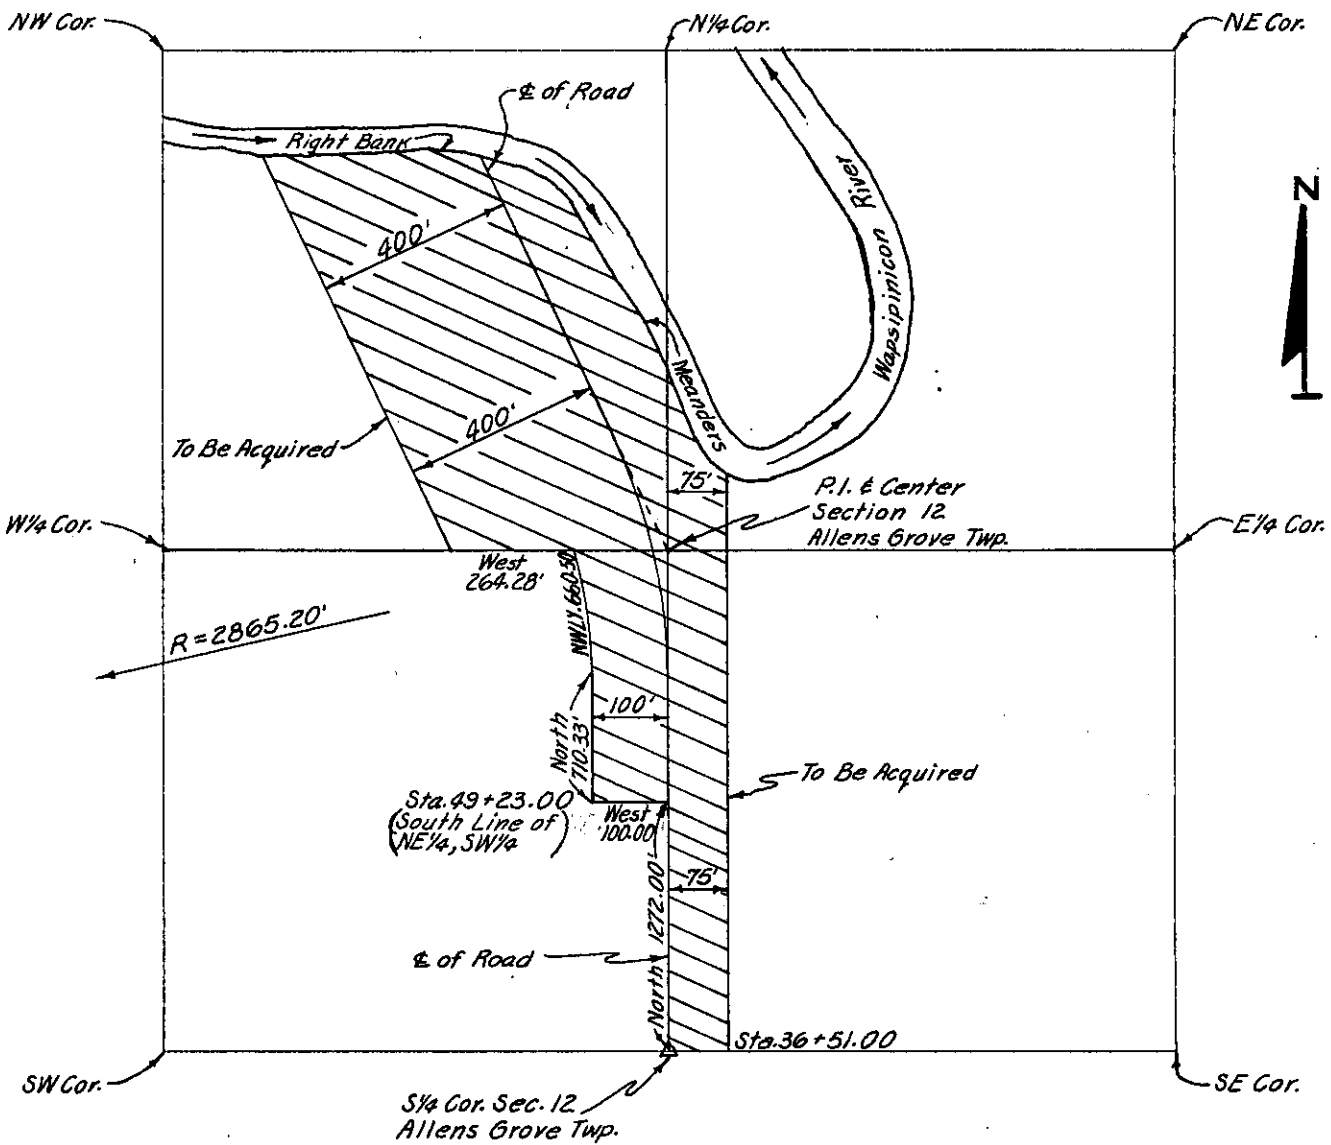 NW Cor.
N1/4 Cor.
NE Cor.
℄ of Road
Right Bank
N
Wapsipinicon River
400'
Meanders
400'
To Be Acquired
75'
P.I. & Center
Section 12
Allens Grove Twp.
W1/4 Cor.
E1/4 Cor.
West
264.28'
NWLY. 660.50
R = 2865.20'
100'
North
710.33'
To Be Acquired
Sta. 49+23.00
(South Line of
NE1/4, SW1/4)
West
100.00'
75'
North 1272.00'
℄ of Road
Sta. 36+51.00
SW Cor.
SE Cor.
S1/4 Cor. Sec. 12
Allens Grove Twp.